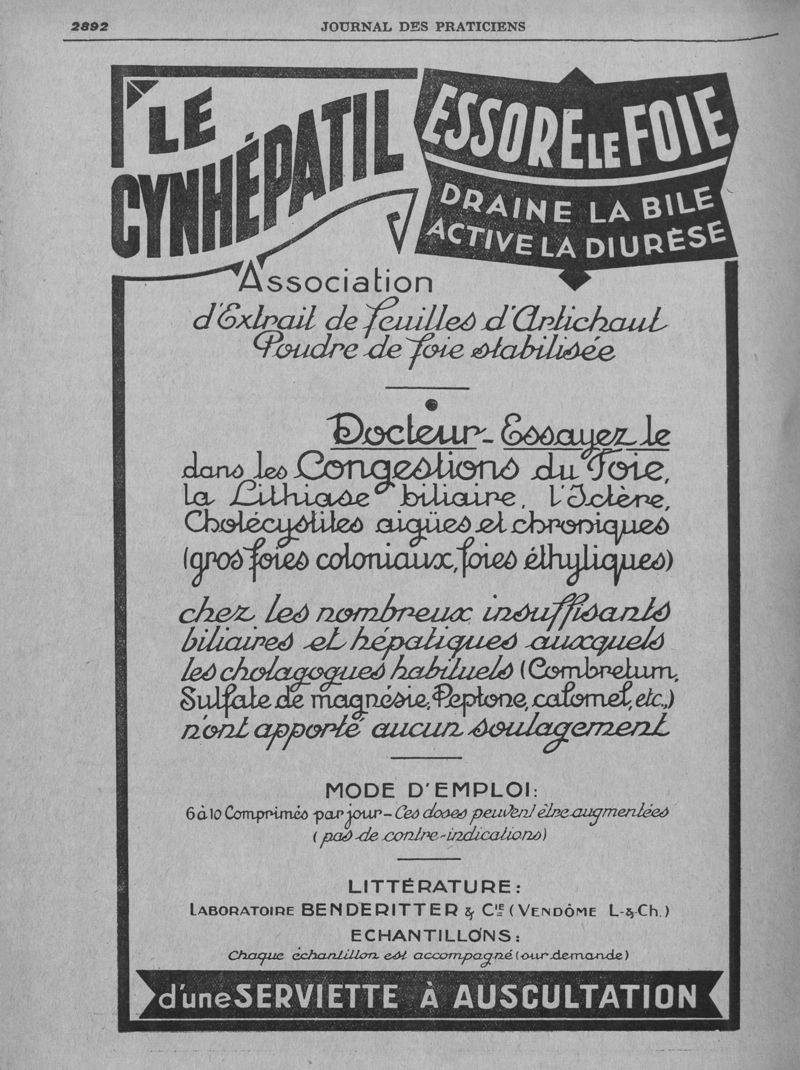 2892
JOURNAL DES PRATICIENS
LE
CYNHÉPATIL
ESSORE LE FOIE
DRAINE LA BILE
ACTIVE LA DIURÈSE
Association
d'Extrait de feuilles d'Artichaut
Poudre de foie stabilisée
Docteur - Essayez le
dans les Congestions du Foie,
la Lithiase biliaire, l'Ictère,
Cholécystites aigües et chroniques
(gros foies coloniaux, foies éthyliques)
chez les nombreux insuffisants
biliaires et hépatiques auxquels
les cholagogues habituels (Combretum,
Sulfate de magnésie, Peptone, calomel, etc.,)
n'ont apporté aucun soulagement
MODE D'EMPLOI:
6 à 10 Comprimés par jour - Ces doses peuvent être augmentées
(pas de contre-indications)
LITTÉRATURE:
LABORATOIRE BENDERITTER & CIE (VENDÔME L-&-CH.)
ECHANTILLONS:
Chaque échantillon est accompagné (sur demande)
d'une SERVIETTE À AUSCULTATION